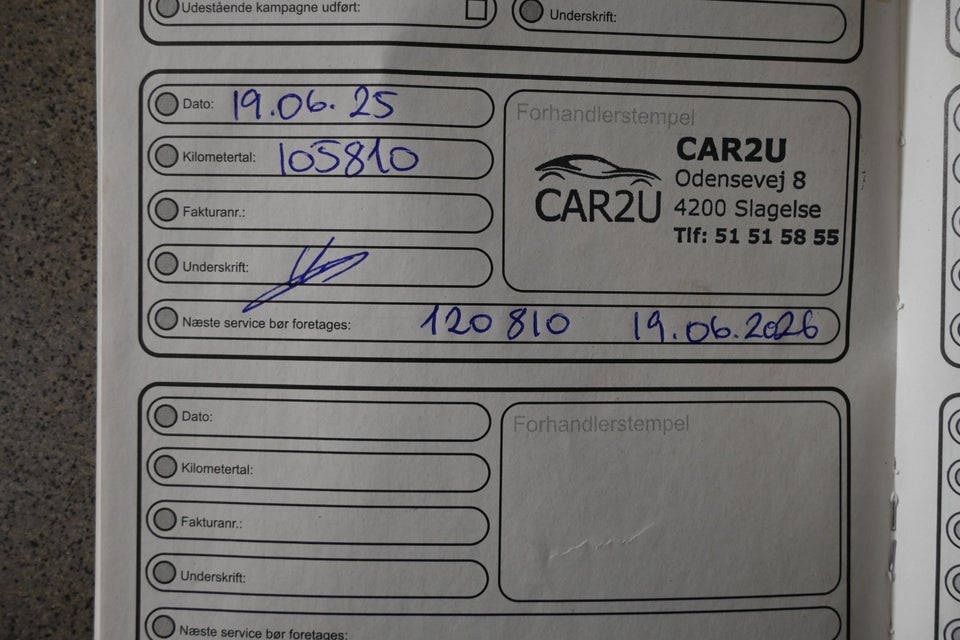 Udestående kampagne udført:
Underskrift:
Dato: 19.06.25
Kilometertal: 105810
Fakturanr.:
Underskrift:
Næste service bør foretages: 120 810 19.06.2026
Forhandlerstempel
CAR2U
CAR2U
Odensevej 8
4200 Slagelse
Tlf: 51 51 58 55
Dato:
Kilometertal:
Fakturanr.:
Underskrift:
Næste service bør foretages:
Forhandlerstempel